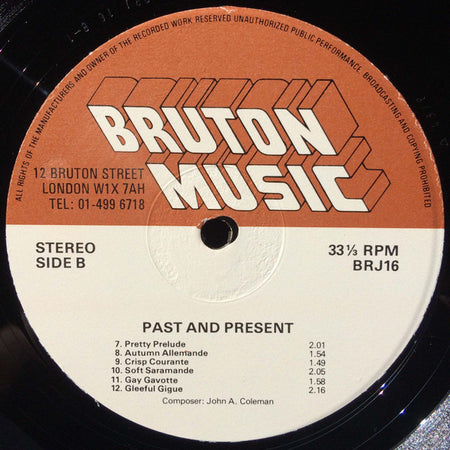 ALL RIGHTS OF THE MANUFACTURERS AND OWNER OF THE RECORDED WORK RESERVED UNAUTHORIZED PUBLIC PERFORMANCE, BROADCASTING AND COPYING PROHIBITED
BRUTON
MUSIC
12 BRUTON STREET
LONDON W1X 7AH
TEL: 01-499 6718
STEREO
SIDE B
33⅓ RPM
BRJ16
PAST AND PRESENT
7. Pretty Prelude 2.01
8. Autumn Allemande 1.54
9. Crisp Courante 1.49
10. Soft Saramande 2.05
11. Gay Gavotte 1.58
12. Gleeful Gigue 2.16
Composer: John A. Coleman